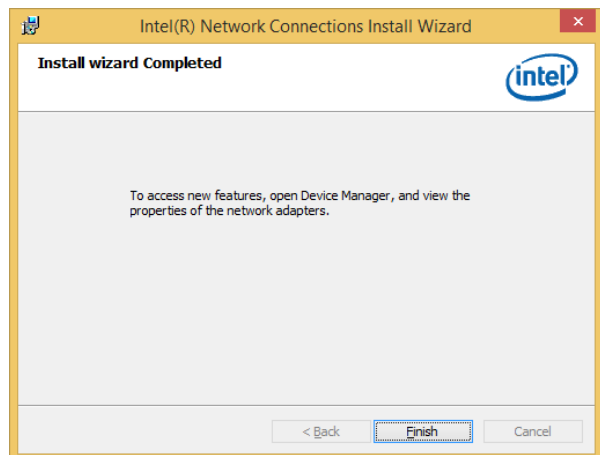 Intel(R) Network Connections Install Wizard
Install wizard Completed
intel
To access new features, open Device Manager, and view the
properties of the network adapters.
< Back
Finish
Cancel